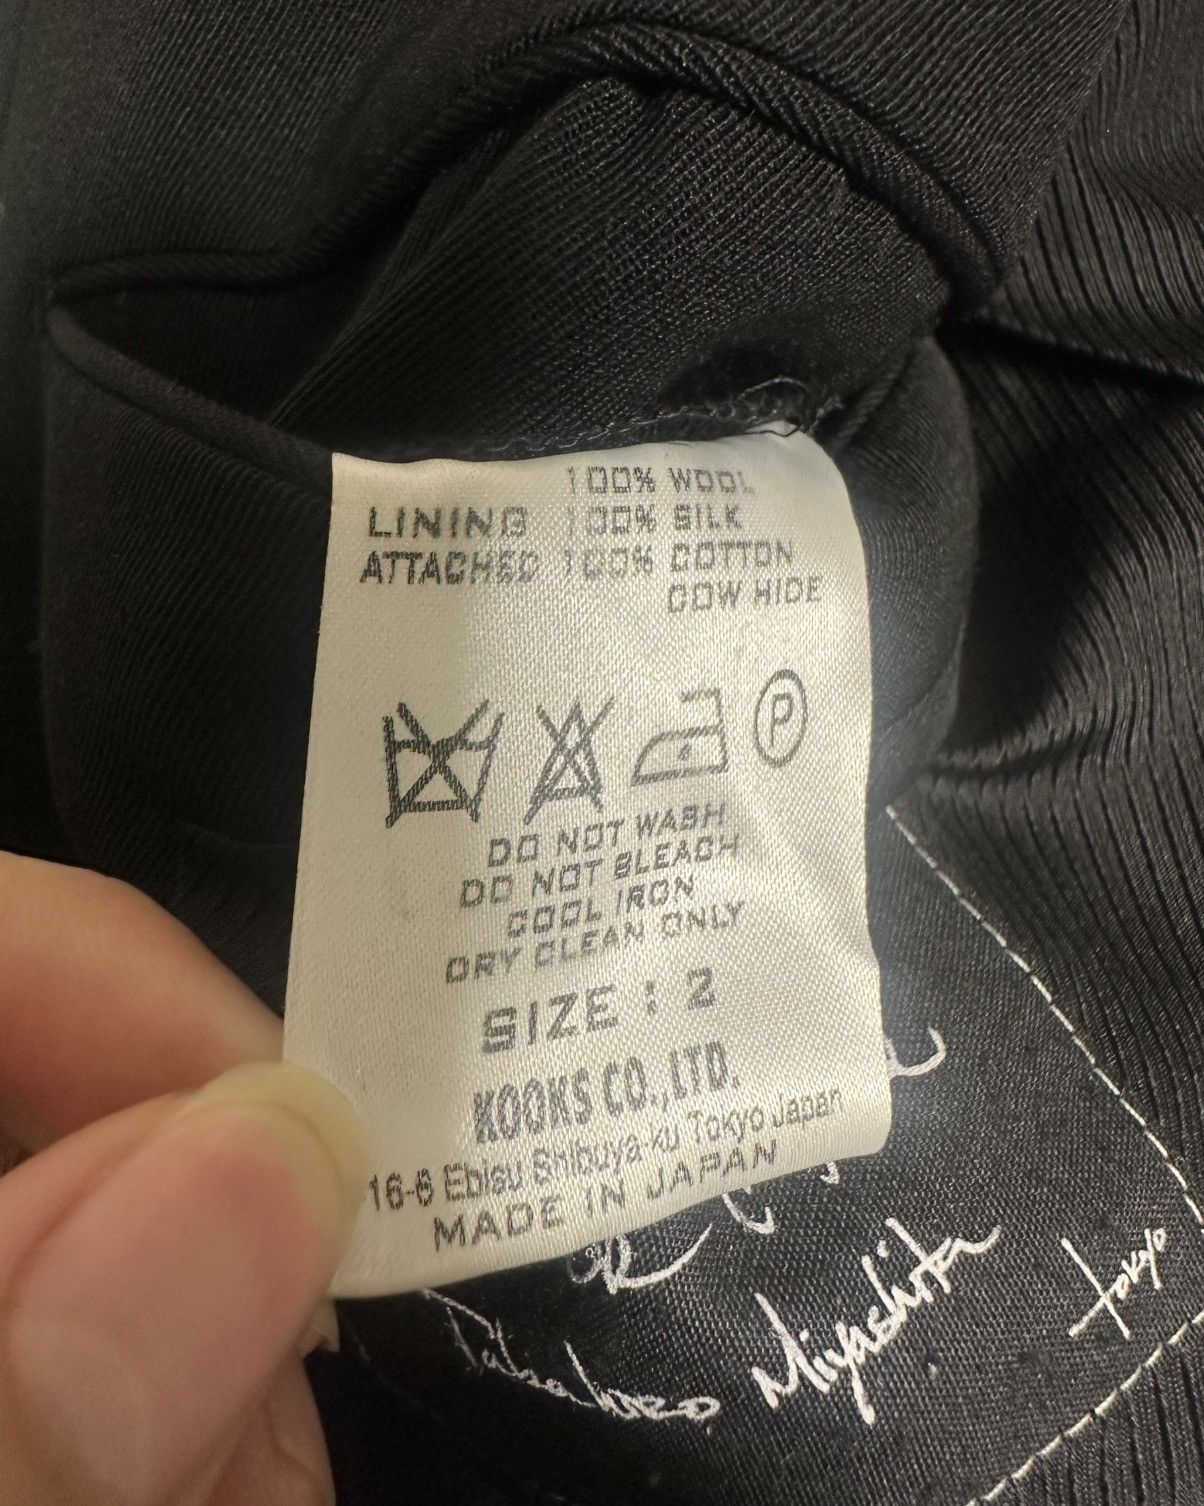 100% WOOL
LINING 100% SILK
ATTACHED 100% COTTON
COW HIDE
P
DO NOT WASH
DO NOT BLEACH
COOL IRON
DRY CLEAN ONLY
SIZE : 2
KOOKS CO.,LTD.
16-6 Ebisu Shibuya-ku Tokyo Japan
MADE IN JAPAN
Takahiro Miyashita Tokyo